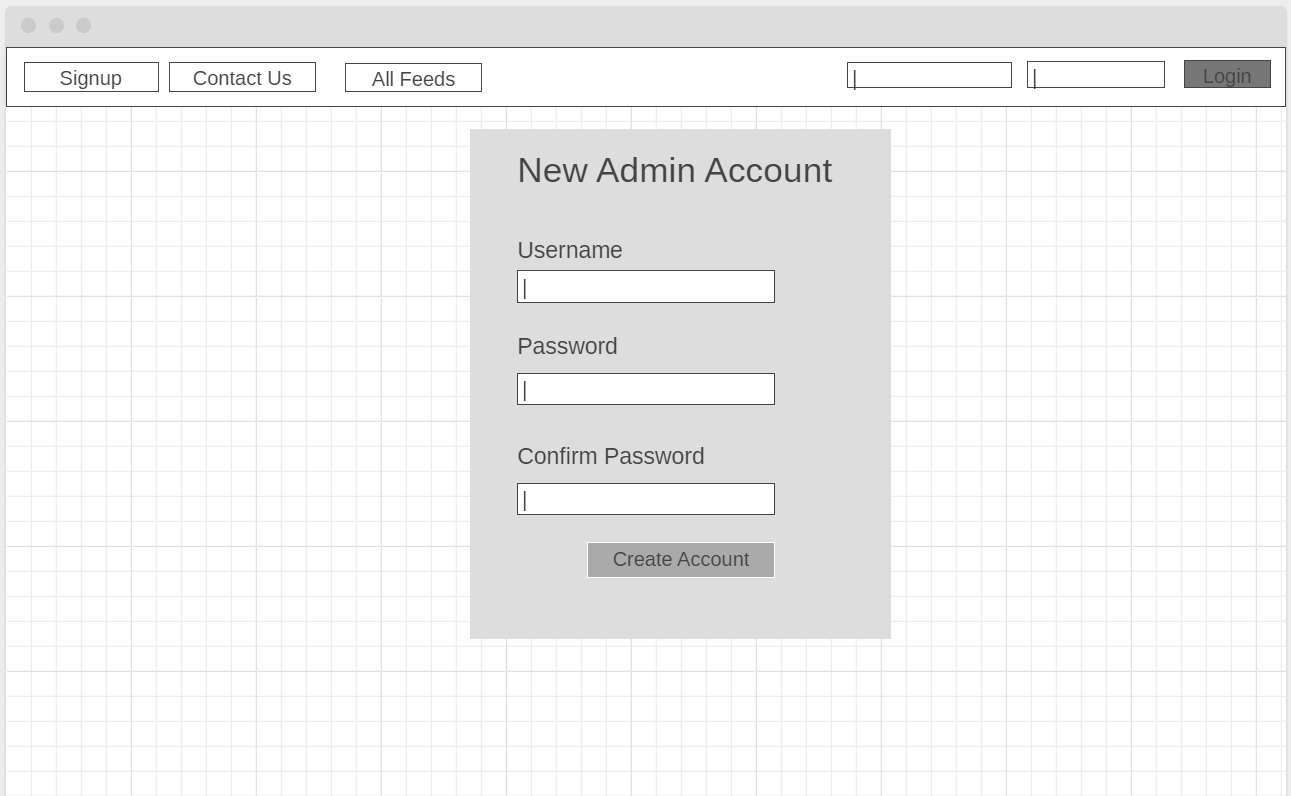 Signup
Contact Us
All Feeds
Login
New Admin Account
Username
Password
Confirm Password
Create Account